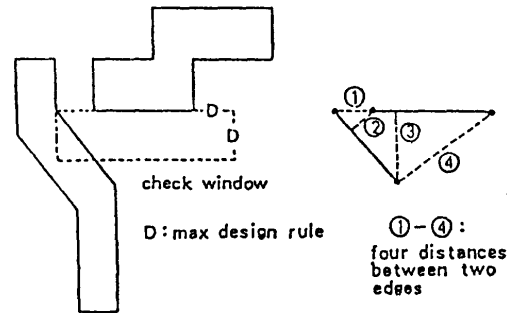 D
D
check window
D : max design rule
①
②
③
④
① - ④ :
four distances
between two
edges